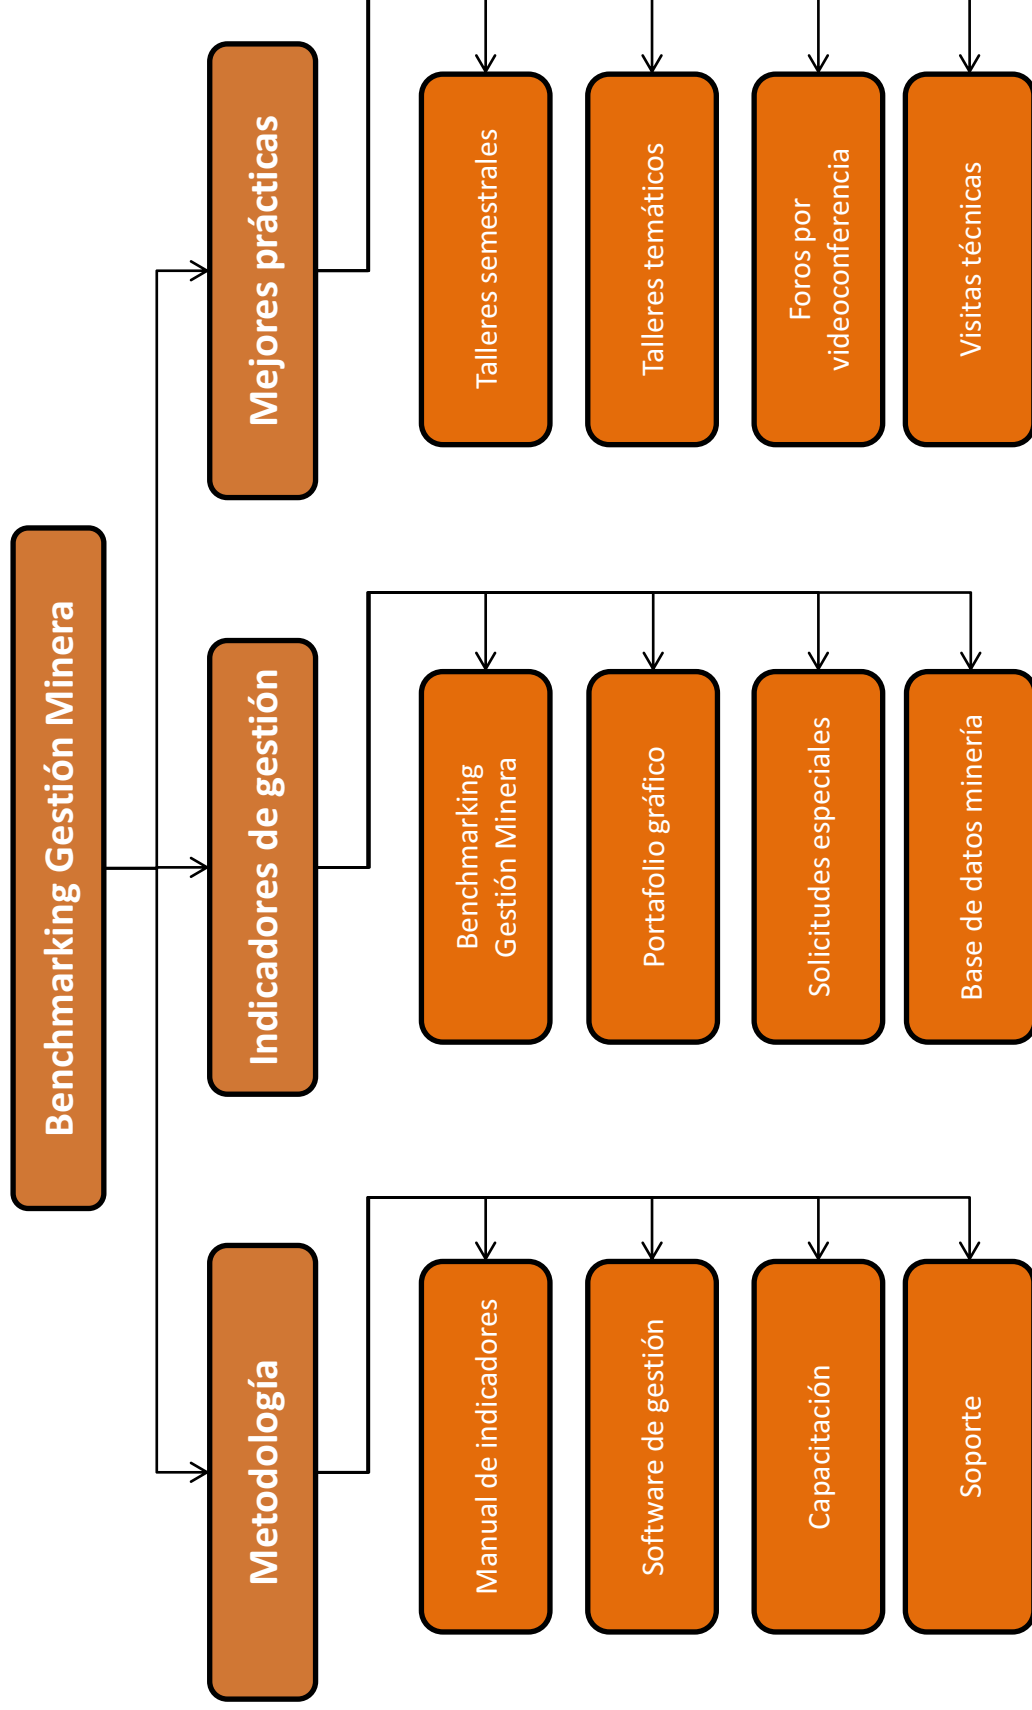 Benchmarking Gestión Minera
Metodología
Indicadores de gestión
Mejores prácticas
Manual de indicadores
Software de gestión
Capacitación
Soporte
Benchmarking
Gestión Minera
Portafolio gráfico
Solicitudes especiales
Base de datos minería
Talleres semestrales
Talleres temáticos
Foros por
videoconferencia
Visitas técnicas